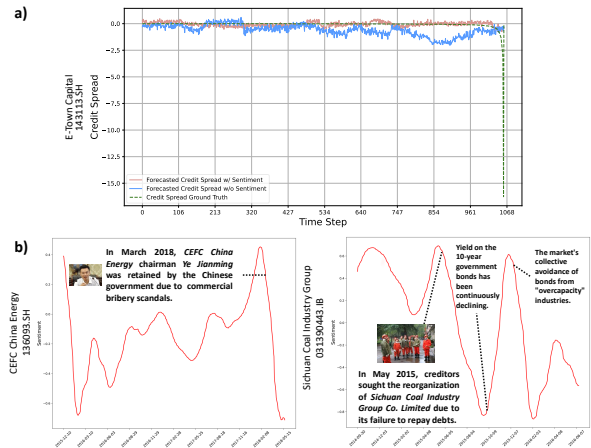 a)
E-Town Capital
143113.SH
Credit Spread
0.0
−2.5
−5.0
−7.5
−10.0
−12.5
−15.0
Forecasted Credit Spread w/ Sentiment
Forecasted Credit Spread w/o Sentiment
Credit Spread Ground Truth
0
107
213
320
427
534
640
747
854
961
1068
Time Step
b)
CEFC China Energy
136093.SH
Sentiment
In March 2018, CEFC China
Energy chairman Ye Jianming
was retained by the Chinese
government due to commercial
bribery scandals.
Sichuan Coal Industry Group
031390443.IB
Sentiment
Yield on the
10-year
government
bonds has
been
continuously
declining.
The market's
collective
avoidance of
bonds from
"overcapacity"
industries.
In May 2015, creditors
sought the reorganization
of Sichuan Coal Industry
Group Co. Limited due to
its failure to repay debts.